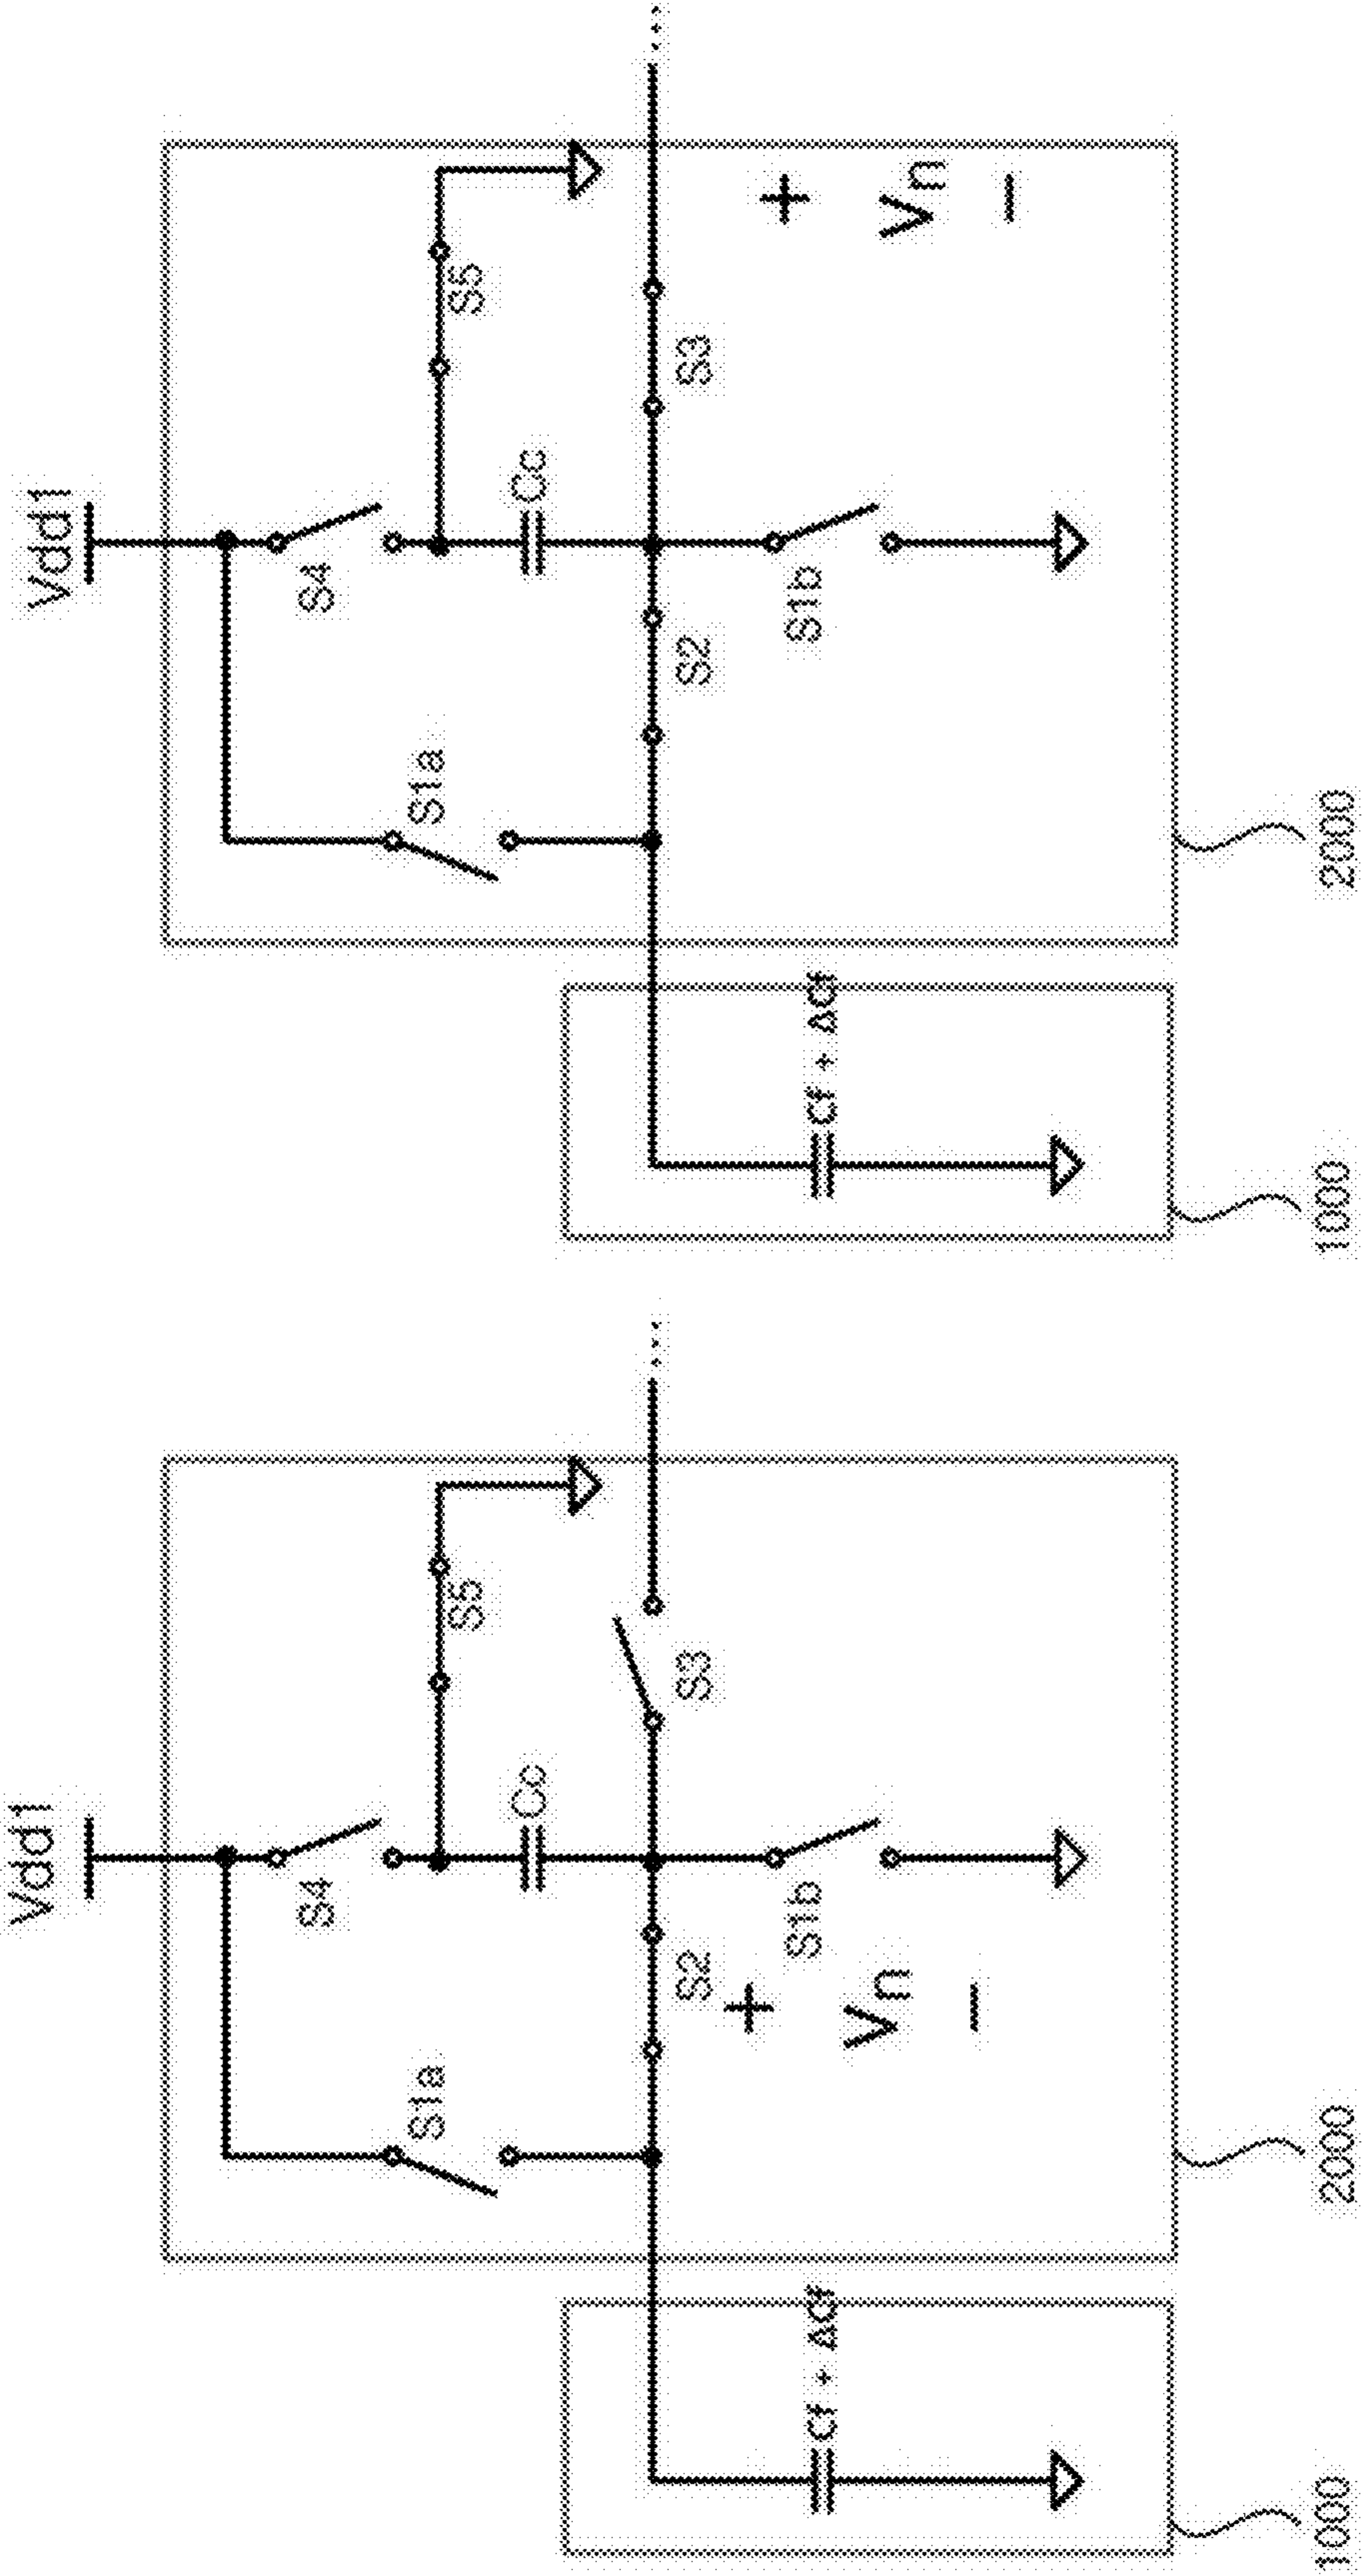 Vdd1
S4
S1a
Cc
S5
S2
S3
S1b
+
Vn
−
cf + Δcf
1000
2000
...
Vdd1
S4
S1a
Cc
S5
S2
S3
S1b
+
Vn
−
cf + Δcf
1000
2000
...